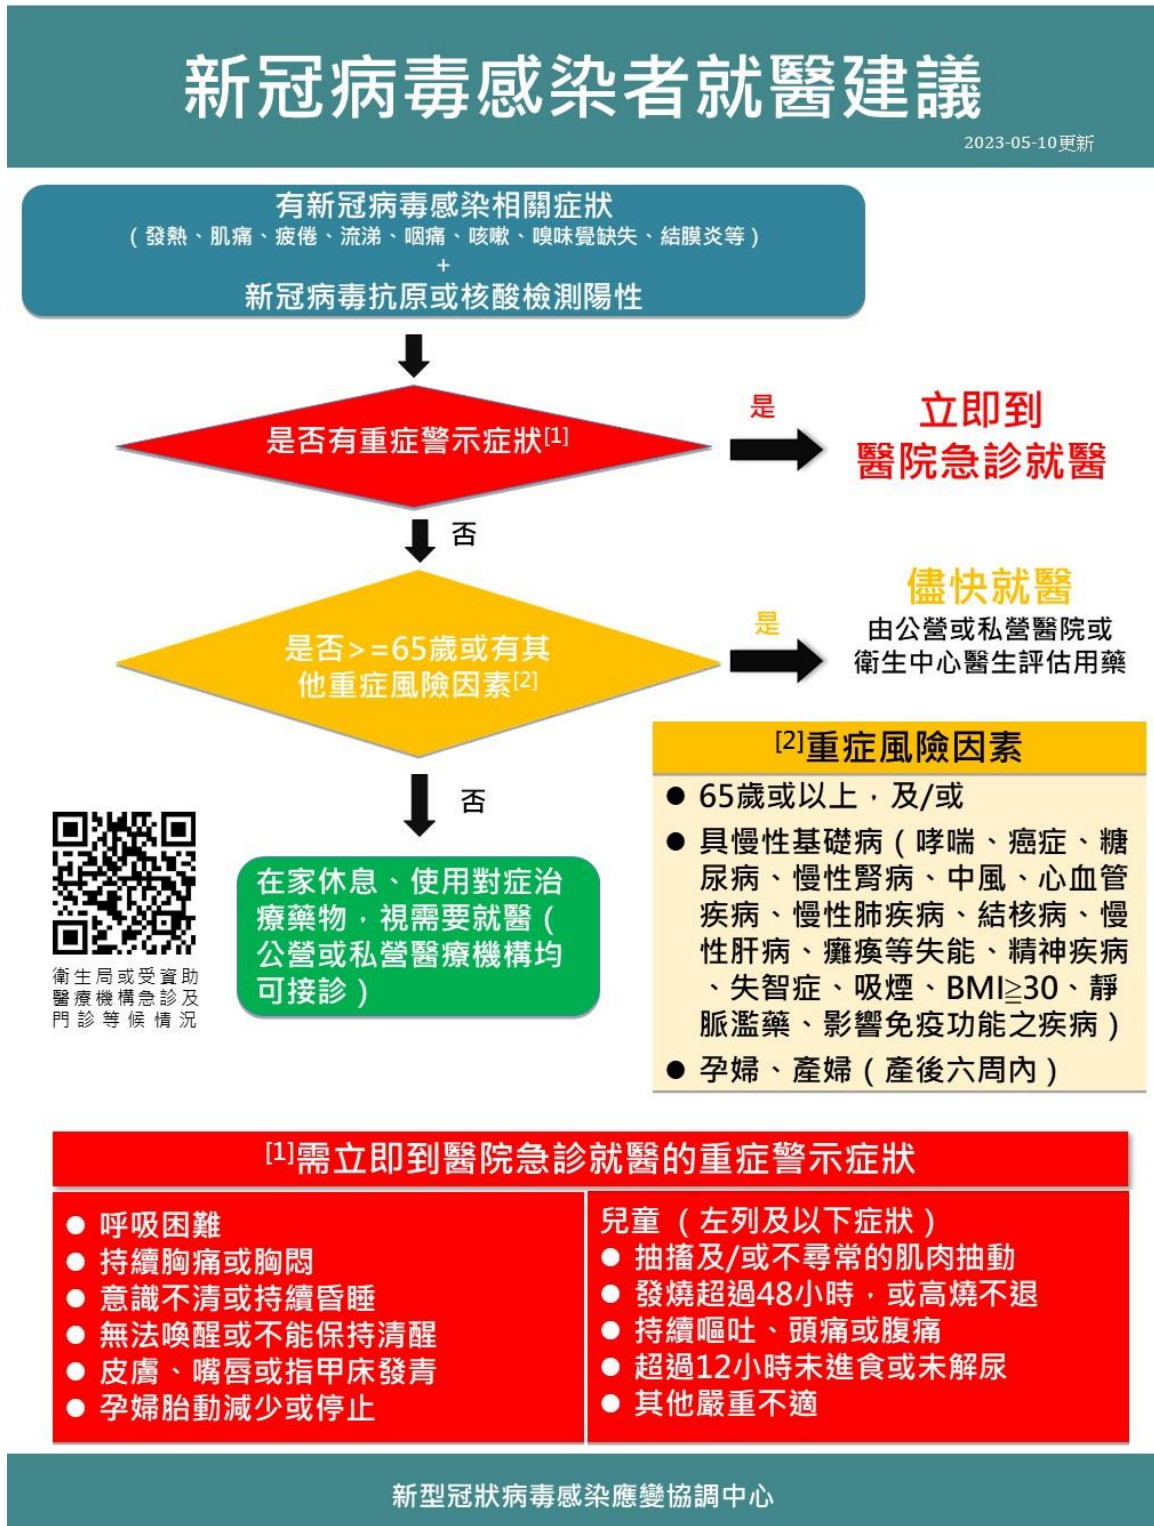 新冠病毒感染者就醫建議
2023-05-10更新
有新冠病毒感染相關症狀
（發熱、肌痛、疲倦、流涕、咽痛、咳嗽、嗅味覺缺失、結膜炎等）
+
新冠病毒抗原或核酸檢測陽性
是否有重症警示症狀[1]
是
立即到
醫院急診就醫
否
是否>=65歲或有其
他重症風險因素[2]
是
儘快就醫
由公營或私營醫院或
衛生中心醫生評估用藥
否
在家休息、使用對症治
療藥物，視需要就醫（
公營或私營醫療機構均
可接診）
衛生局或受資助
醫療機構急診及
門診等候情況
[2]重症風險因素
● 65歲或以上，及/或
● 具慢性基礎病（哮喘、癌症、糖
尿病、慢性腎病、中風、心血管
疾病、慢性肺疾病、結核病、慢
性肝病、癱瘓等失能、精神疾病
、失智症、吸煙、BMI≧30、靜
脈濫藥、影響免疫功能之疾病）
● 孕婦、產婦（產後六周內）
[1]需立即到醫院急診就醫的重症警示症狀
● 呼吸困難
● 持續胸痛或胸悶
● 意識不清或持續昏睡
● 無法喚醒或不能保持清醒
● 皮膚、嘴唇或指甲床發青
● 孕婦胎動減少或停止
兒童（左列及以下症狀）
● 抽搐及/或不尋常的肌肉抽動
● 發燒超過48小時，或高燒不退
● 持續嘔吐、頭痛或腹痛
● 超過12小時未進食或未解尿
● 其他嚴重不適
新型冠狀病毒感染應變協調中心